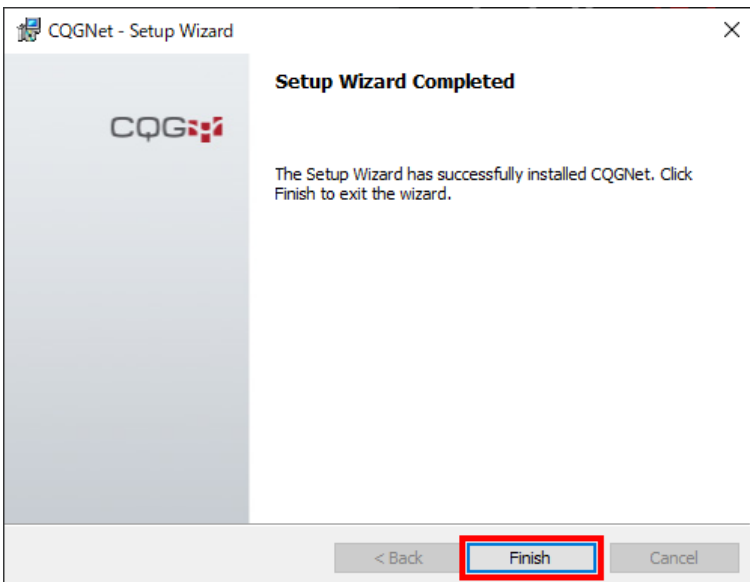 CQGNet - Setup Wizard
Setup Wizard Completed
CQG
The Setup Wizard has successfully installed CQGNet. Click
Finish to exit the wizard.
< Back
Finish
Cancel